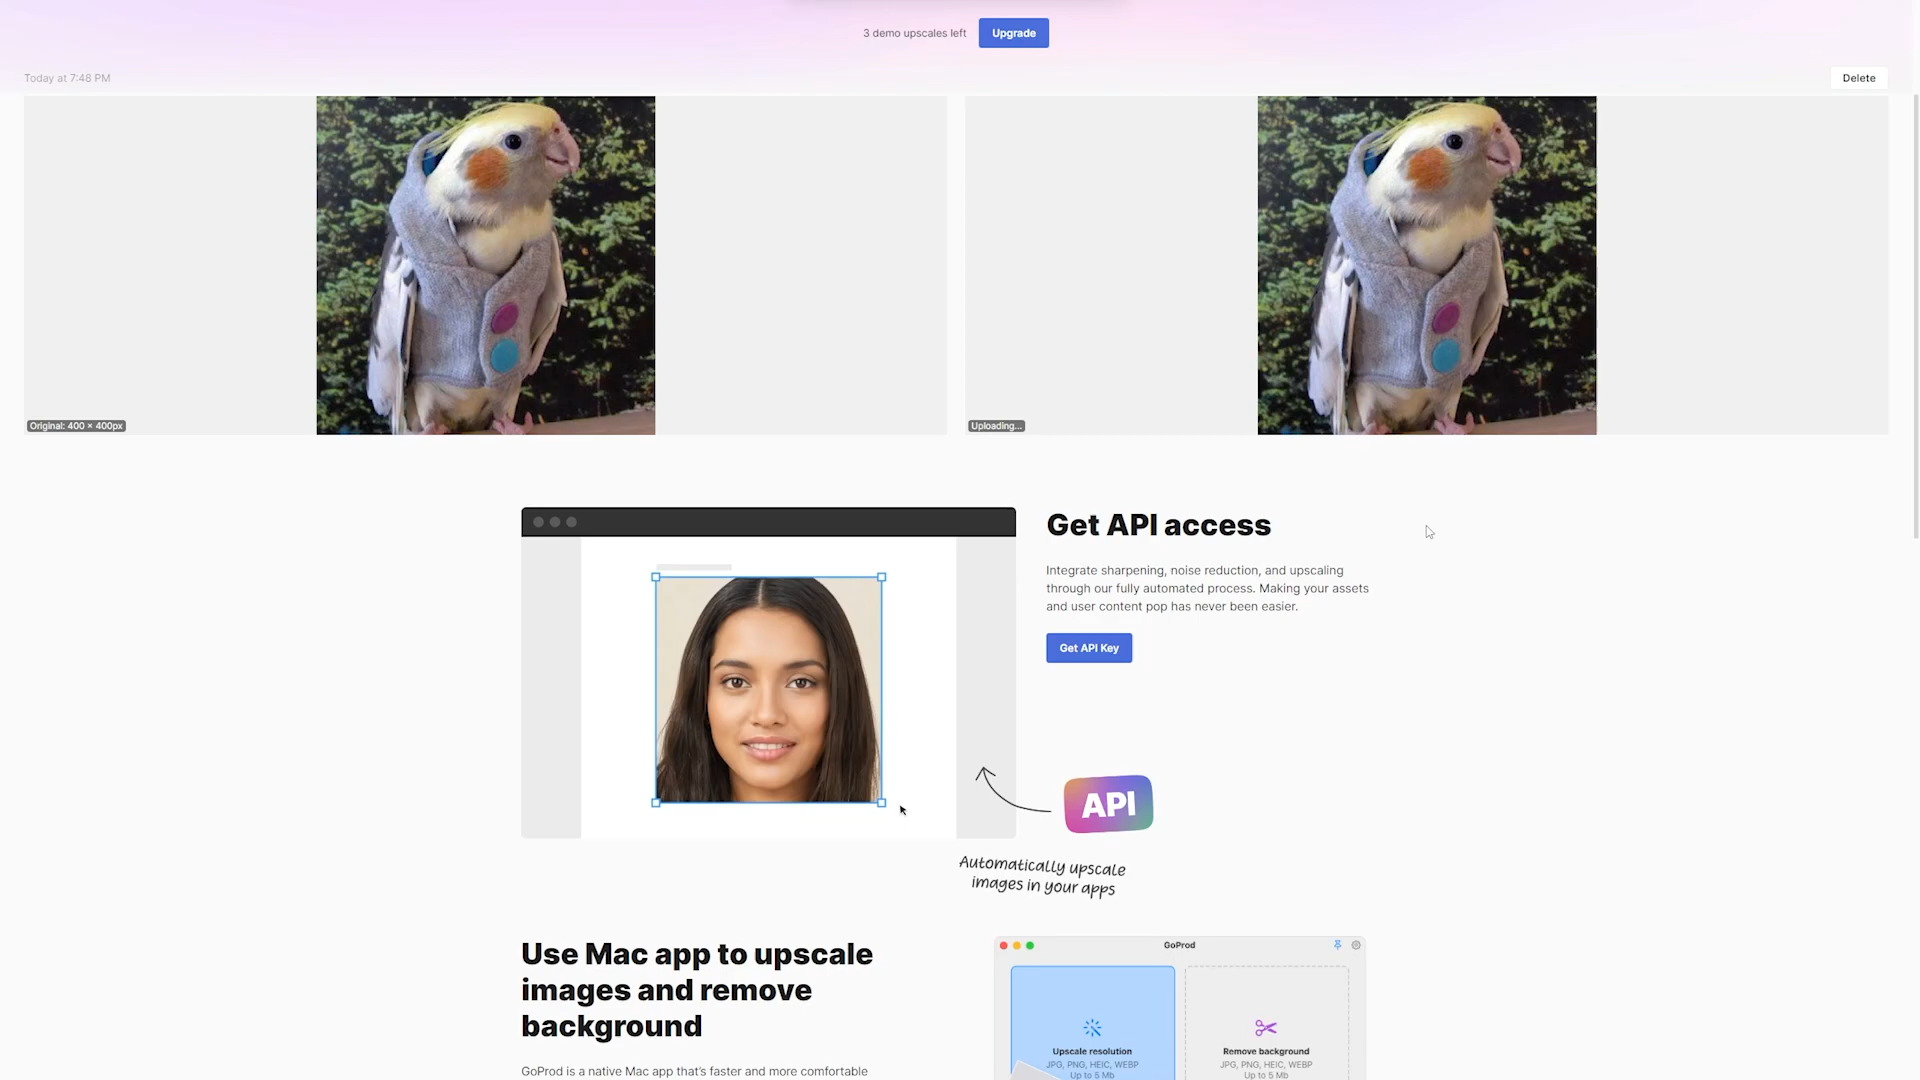 3 demo upscales left
Upgrade
Today at 7:48 PM
Delete
Original: 400 × 400px
Uploading...
Get API access
Integrate sharpening, noise reduction, and upscaling
through our fully automated process. Making your assets
and user content pop has never been easier.
Get API Key
API
Automatically upscale
images in your apps
Use Mac app to upscale
images and remove
background
GoProd is a native Mac app that's faster and more comfortable
GoProd
Upscale resolution
JPG, PNG, HEIC, WEBP
Up to 5 Mb
Remove background
JPG, PNG, HEIC, WEBP
Up to 5 Mb